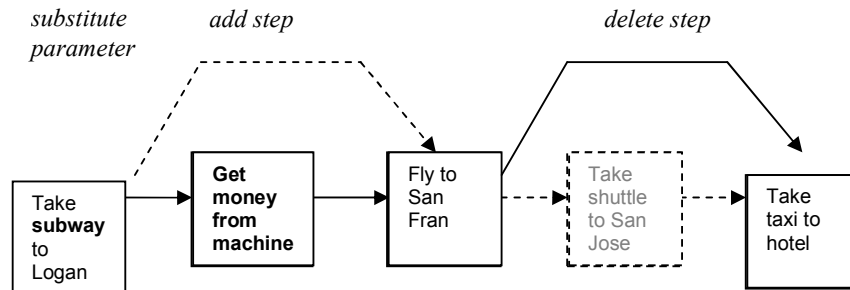 substitute
parameter
add step
delete step
Take
subway
to
Logan
Get
money
from
machine
Fly to
San
Fran
Take
shuttle
to San
Jose
Take
taxi to
hotel